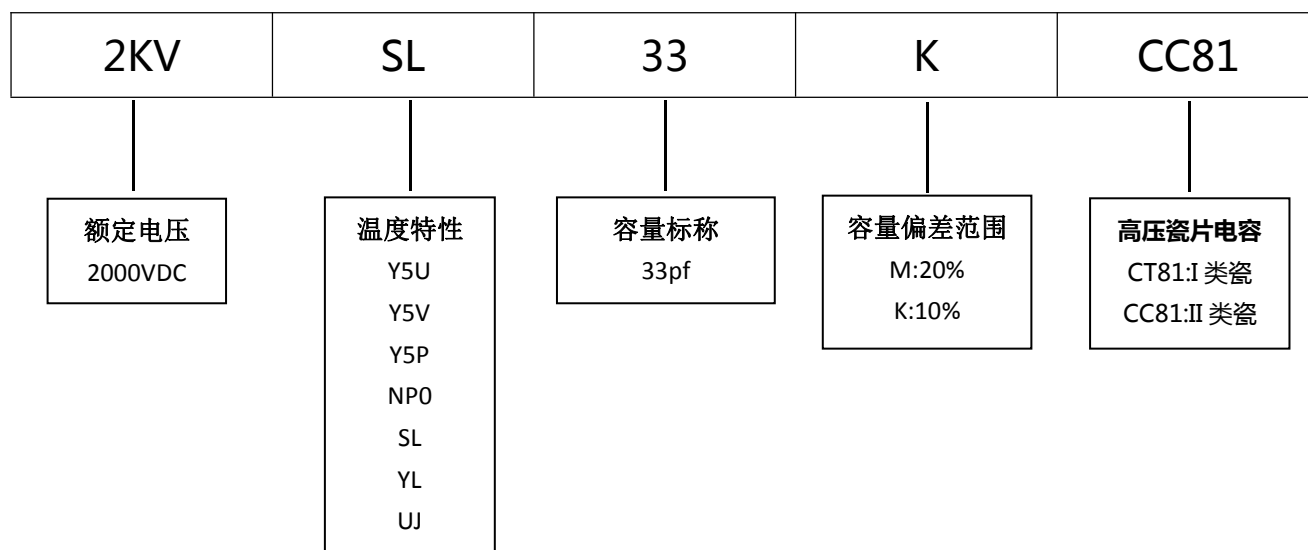 2KV SL 33 K CC81
额定电压
2000VDC
温度特性
Y5U
Y5V
Y5P
NP0
SL
YL
UJ
容量标称
33pf
容量偏差范围
M:20%
K:10%
高压瓷片电容
CT81:I 类瓷
CC81:II 类瓷